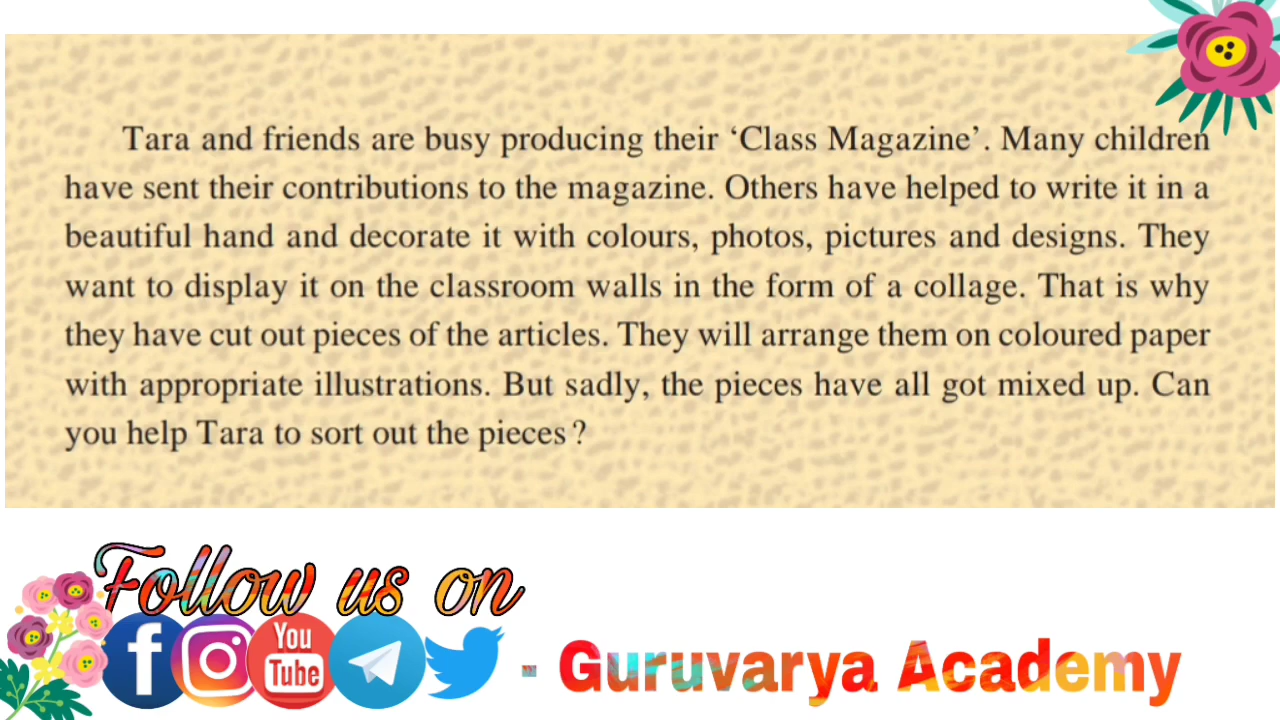 Tara and friends are busy producing their ‘Class Magazine’. Many children
have sent their contributions to the magazine. Others have helped to write it in a
beautiful hand and decorate it with colours, photos, pictures and designs. They
want to display it on the classroom walls in the form of a collage. That is why
they have cut out pieces of the articles. They will arrange them on coloured paper
with appropriate illustrations. But sadly, the pieces have all got mixed up. Can
you help Tara to sort out the pieces ?
Follow us on
You
Tube
- Guruvarya Academy